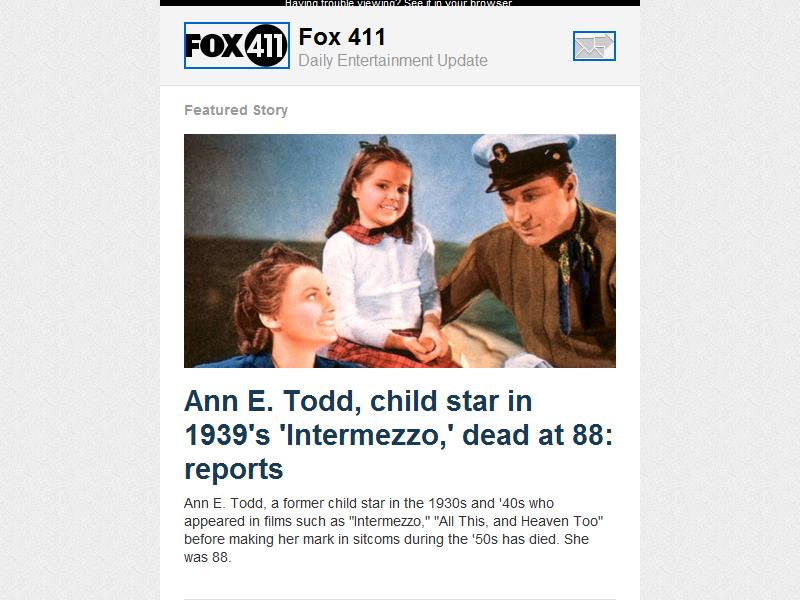 Having trouble viewing? See it in your browser
FOX 411
Fox 411
Daily Entertainment Update
Featured Story
Ann E. Todd, child star in
1939's 'Intermezzo,' dead at 88:
reports
Ann E. Todd, a former child star in the 1930s and '40s who
appeared in films such as "Intermezzo," "All This, and Heaven Too"
before making her mark in sitcoms during the '50s has died. She
was 88.